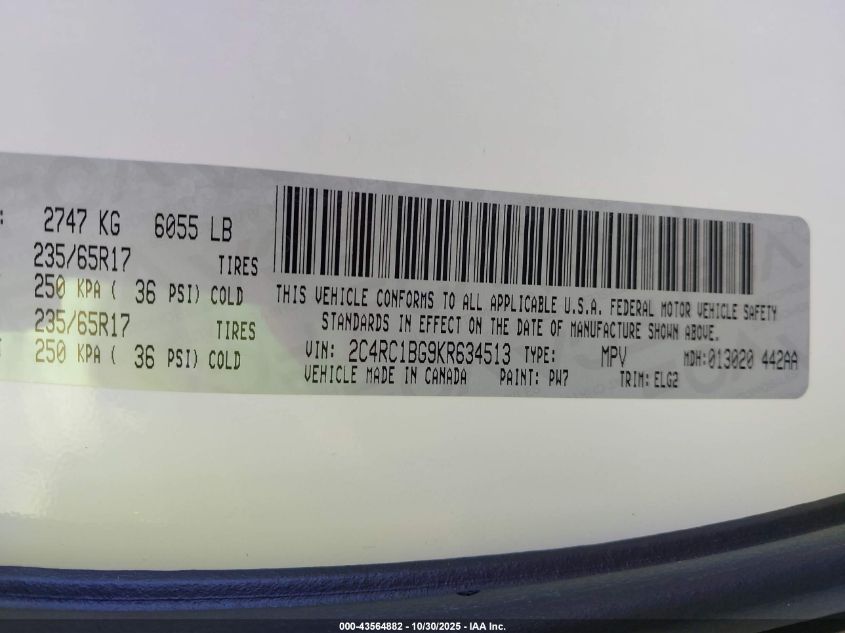 : 2747 KG 6055 LB
235/65R17 TIRES
250 KPA ( 36 PSI) COLD
235/65R17 TIRES
250 KPA ( 36 PSI) COLD
THIS VEHICLE CONFORMS TO ALL APPLICABLE U.S.A. FEDERAL MOTOR VEHICLE SAFETY
STANDARDS IN EFFECT ON THE DATE OF MANUFACTURE SHOWN ABOVE.
VIN: 2C4RC1BG9KR634513 TYPE: MPV MDH:013020 442AA
VEHICLE MADE IN CANADA PAINT: PW7 TRIM: ELG2
000-43564882 - 10/30/2025 - IAA Inc.